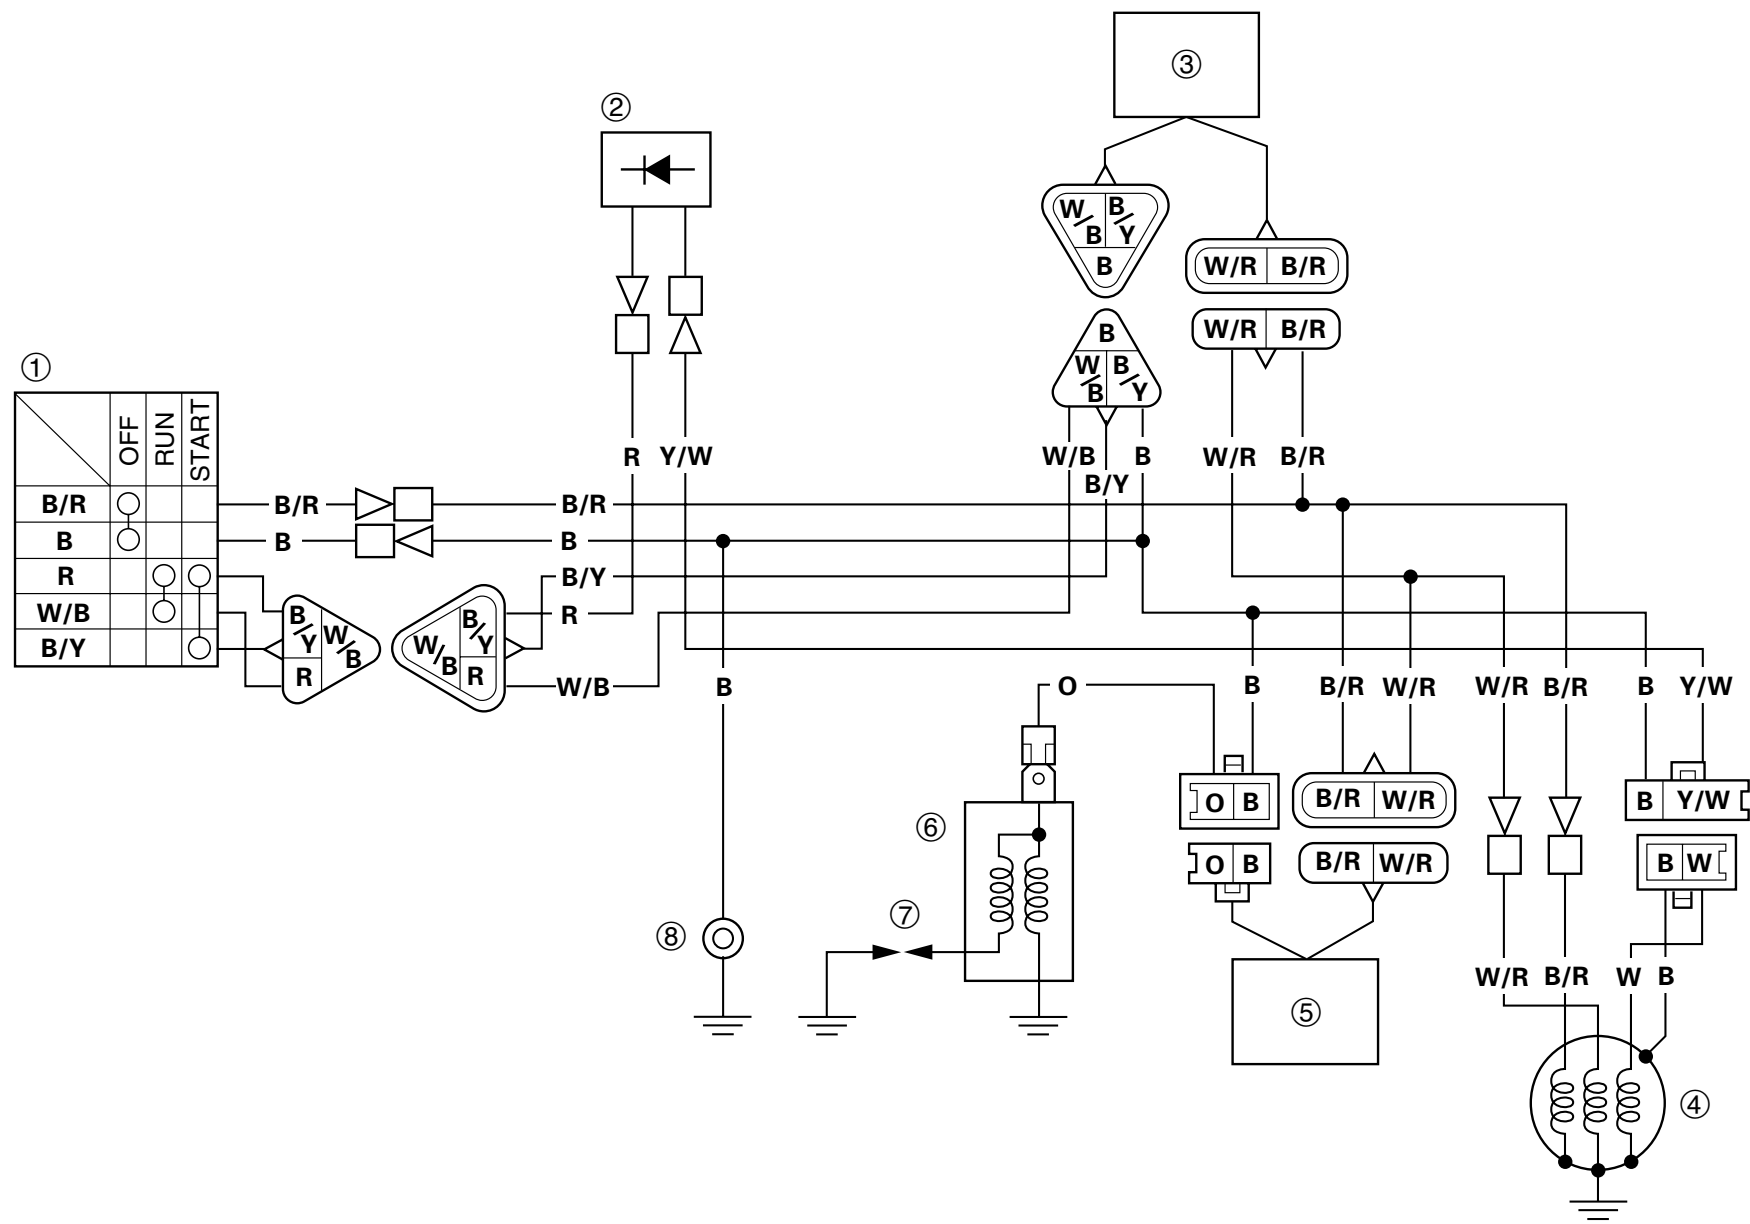 ③
②
W/B B/Y
B
W/R B/R
B
W/B B/Y
W/R B/R
①
OFF RUN START
R Y/W W/B B W/R B/R
B/Y
B/R B/R B/R
B B B
R B/Y
W/B R
B/Y
B/Y W/B
R
W/B B/Y
R
W/B B O B B/R W/R W/R B/R B Y/W
O B B/R W/R B Y/W
⑥
O B B/R W/R B W
⑦
⑧
W/R B/R W B
⑤
④